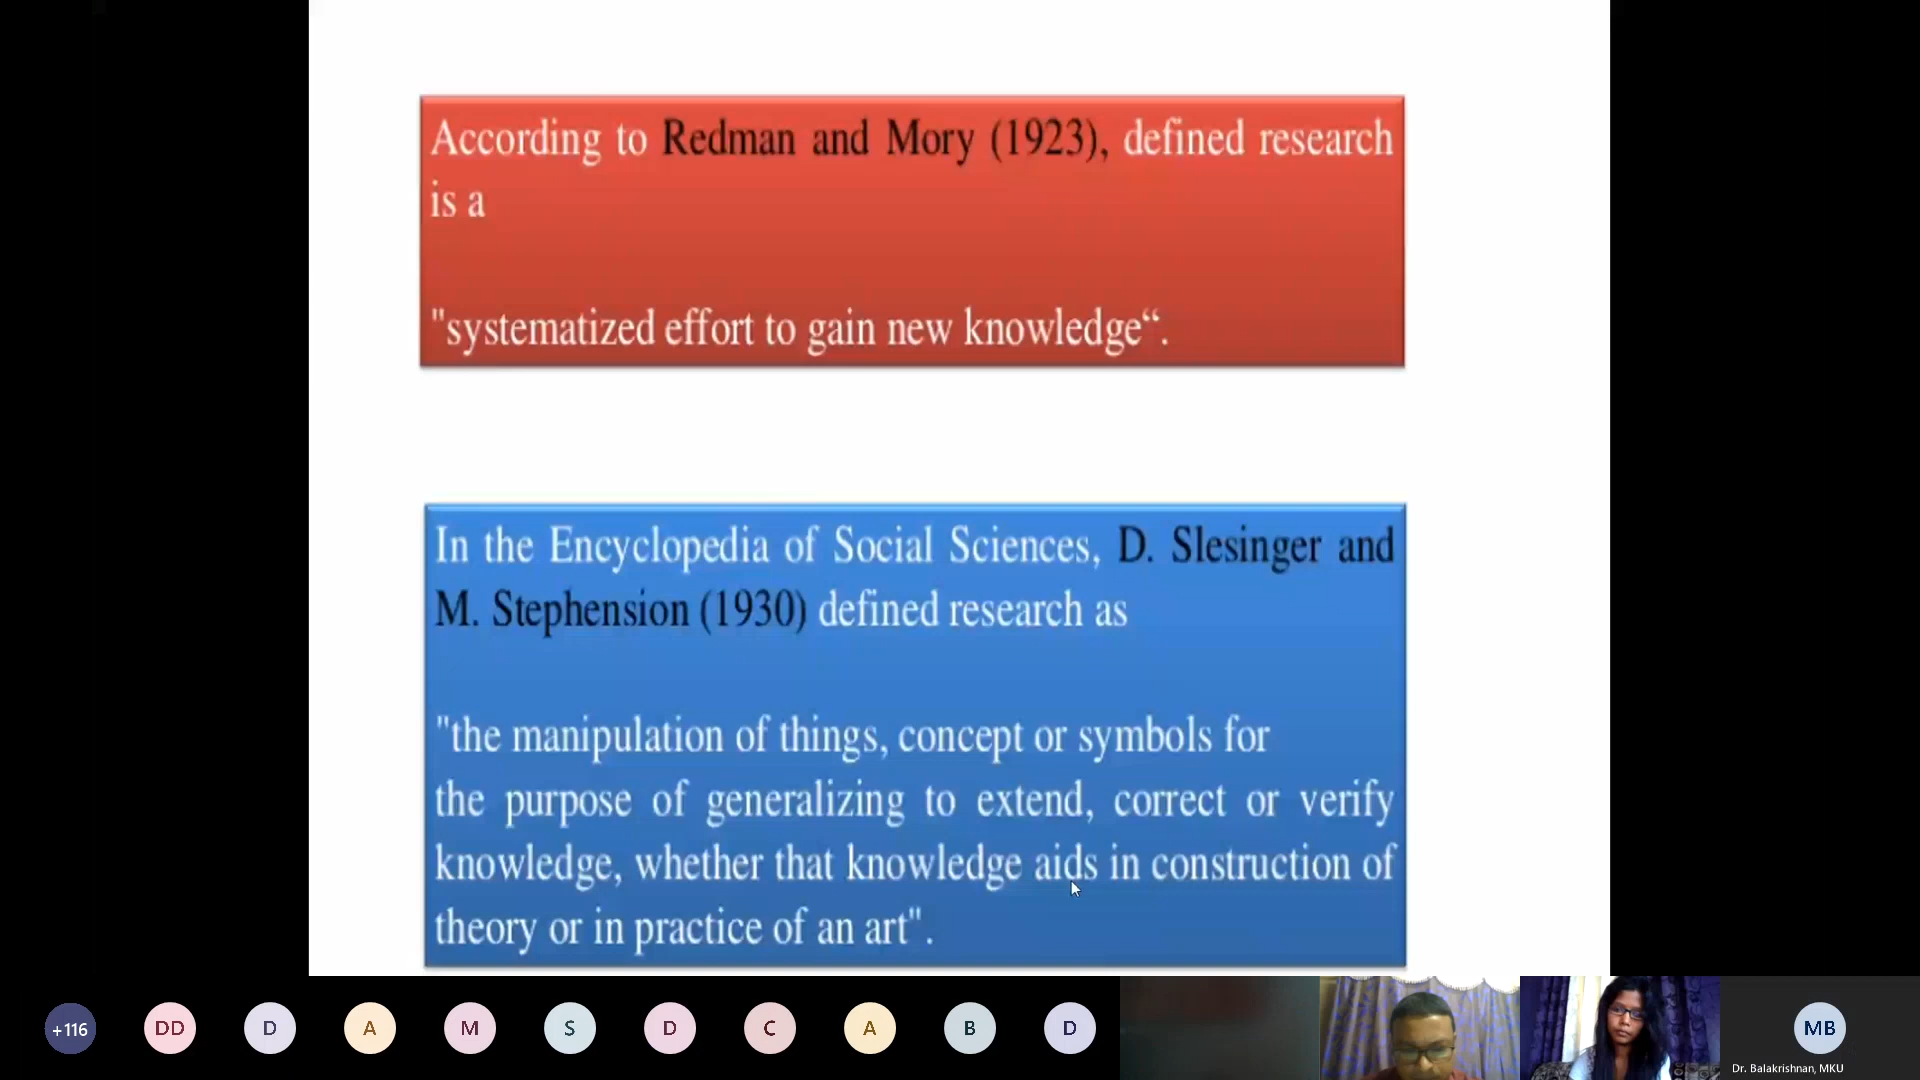 According to Redman and Mory (1923), defined research
is a
"systematized effort to gain new knowledge“.
In the Encyclopedia of Social Sciences, D. Slesinger and
M. Stephension (1930) defined research as
"the manipulation of things, concept or symbols for
the purpose of generalizing to extend, correct or verify
knowledge, whether that knowledge aids in construction of
theory or in practice of an art".
+116 DD D A M S D C A B D MB
Dr. Balakrishnan, MKU